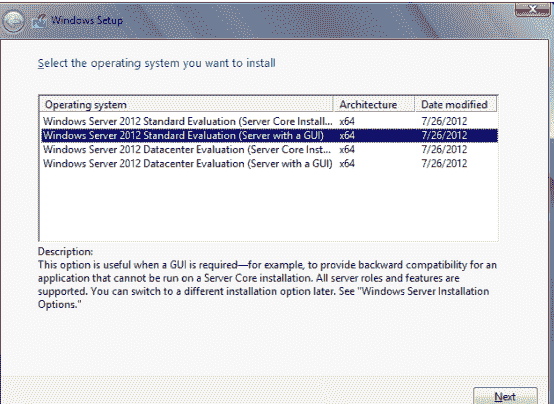 Windows Setup
Select the operating system you want to install
Operating system Architecture Date modified
Windows Server 2012 Standard Evaluation (Server Core Install... x64 7/26/2012
Windows Server 2012 Standard Evaluation (Server with a GUI) x64 7/26/2012
Windows Server 2012 Datacenter Evaluation (Server Core Inst... x64 7/26/2012
Windows Server 2012 Datacenter Evaluation (Server with a GUI) x64 7/26/2012
Description:
This option is useful when a GUI is required—for example, to provide backward compatibility for an
application that cannot be run on a Server Core installation. All server roles and features are
supported. You can switch to a different installation option later. See "Windows Server Installation
Options."
Next